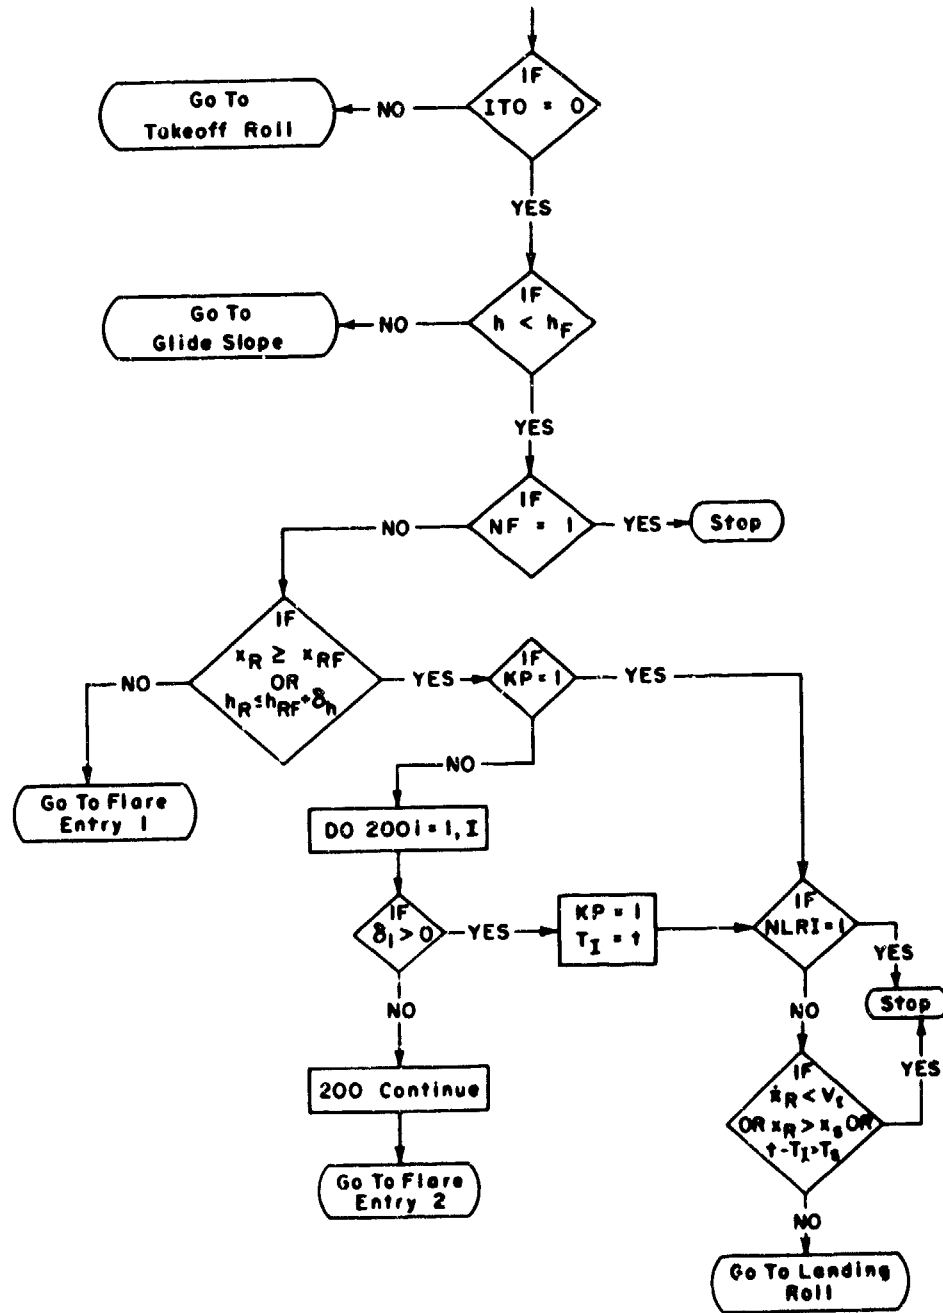 IF
ITO = 0
NO
Go To
Takeoff Roll
YES
IF
h < hF
NO
Go To
Glide Slope
YES
IF
NF = 1
YES
Stop
NO
IF
xR ≥ xRF
OR
hR ≤ hRF + δh
NO
YES
IF
KP = 1
YES
NO
Go To Flare
Entry 1
DO 200 i = 1, I
IF
δi > 0
YES
KP = 1
TI = t
IF
NLRI = 1
YES
Stop
NO
NO
YES
200 Continue
IF
ẋR < Vt
OR xR > xs OR
t - TI > Ts
Go To Flare
Entry 2
NO
Go To Landing
Roll